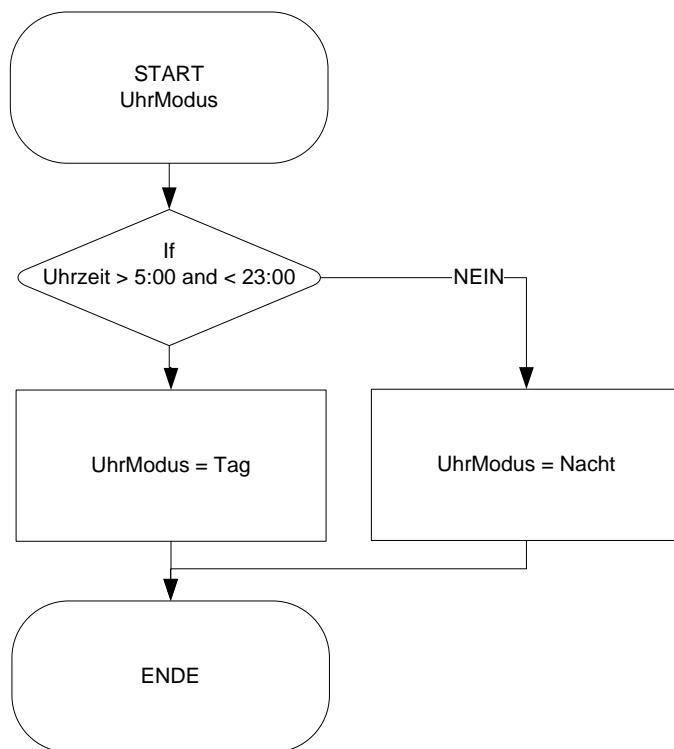 START
UhrModus
If
Uhrzeit > 5:00 and < 23:00
NEIN
UhrModus = Tag
UhrModus = Nacht
ENDE